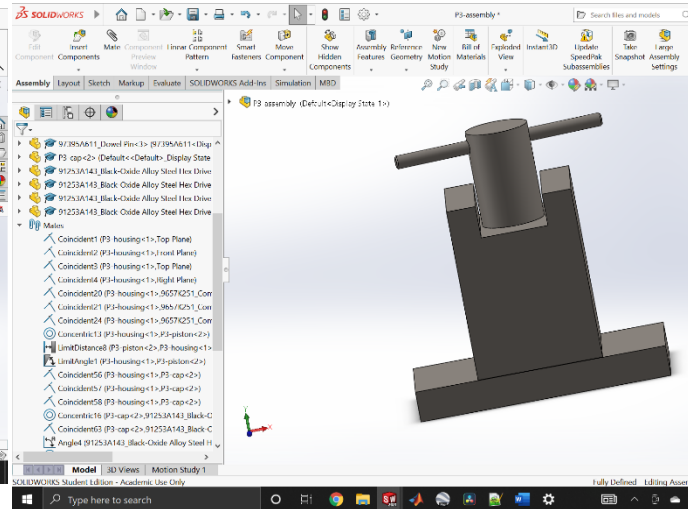 SOLIDWORKS
P3-assembly *
Search files and models
Edit Component
Insert Components
Mate
Component Preview Window
Linear Component Pattern
Smart Fasteners
Move Component
Show Hidden Components
Assembly Features
Reference Geometry
New Motion Study
Bill of Materials
Exploded View
Instant3D
Update SpeedPak Subassemblies
Take Snapshot
Large Assembly Settings
Assembly Layout Sketch Markup Evaluate SOLIDWORKS Add-Ins Simulation MBD
P3 assembly (Default<Display State 1>)
97395A611_Dowel Pin<3> (97395A611<Disp
P3 cap<2> (Default<<Default>_Display State
91253A143_Black-Oxide Alloy Steel Hex Drive
91253A143_Black-Oxide Alloy Steel Hex Drive
91253A143_Black Oxide Alloy Steel Hex Drive
91253A143_Black-Oxide Alloy Steel Hex Drive
Mates
Coincident1 (P3-housing<1>,Top Plane)
Coincident2 (P3-housing<1>,Front Plane)
Coincident3 (P3-housing<1>,Top Plane)
Coincident4 (P3-housing<1>,Right Plane)
Coincident20 (P3-housing<1>,9657K251_Com
Coincident21 (P3-housing<1>,9657K251_Com
Coincident24 (P3-housing<1>,9657K251_Com
Concentric13 (P3-housing<1>,P3-piston<2>)
LimitDistance8 (P3-piston<2>,P3-housing<1>
LimitAngle1 (P3-housing<1>,P3-piston<2>)
Coincident56 (P3-housing<1>,P3-cap<2>)
Coincident57 (P3-housing<1>,P3-cap<2>)
Coincident58 (P3-housing<1>,P3-cap<2>)
Concentric16 (P3-cap<2>,91253A143_Black-O
Coincident63 (P3-cap<2>,91253A143_Black-C
Angle4 (91253A143_Black-Oxide Alloy Steel H
Y
X
Model 3D Views Motion Study 1
SOLIDWORKS Student Edition - Academic Use Only
Fully Defined Editing Asser
Type here to search